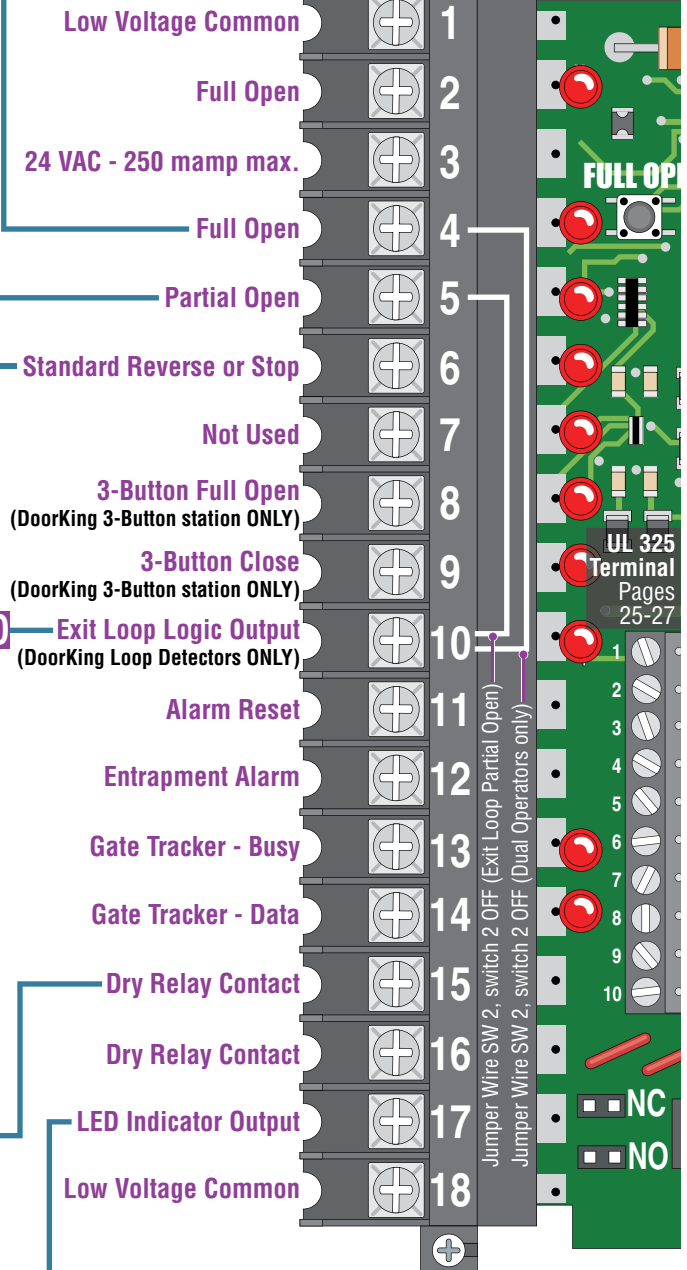 Low Voltage Common 1
Full Open 2
24 VAC - 250 mamp max. 3
Full Open 4
Partial Open 5
Standard Reverse or Stop 6
Not Used 7
3-Button Full Open 8
(DoorKing 3-Button station ONLY)
3-Button Close 9
(DoorKing 3-Button station ONLY)
Exit Loop Logic Output 10
(DoorKing Loop Detectors ONLY)
Alarm Reset 11
Entrapment Alarm 12
Gate Tracker - Busy 13
Gate Tracker - Data 14
Dry Relay Contact 15
Dry Relay Contact 16
LED Indicator Output 17
Low Voltage Common 18
Jumper Wire SW 2, switch 2 OFF (Exit Loop Partial Open)
Jumper Wire SW 2, switch 2 OFF (Dual Operators only)
FULL
UL 325
Terminal
Pages
25-27
1
2
3
4
5
6
7
8
9
10
NC
NO